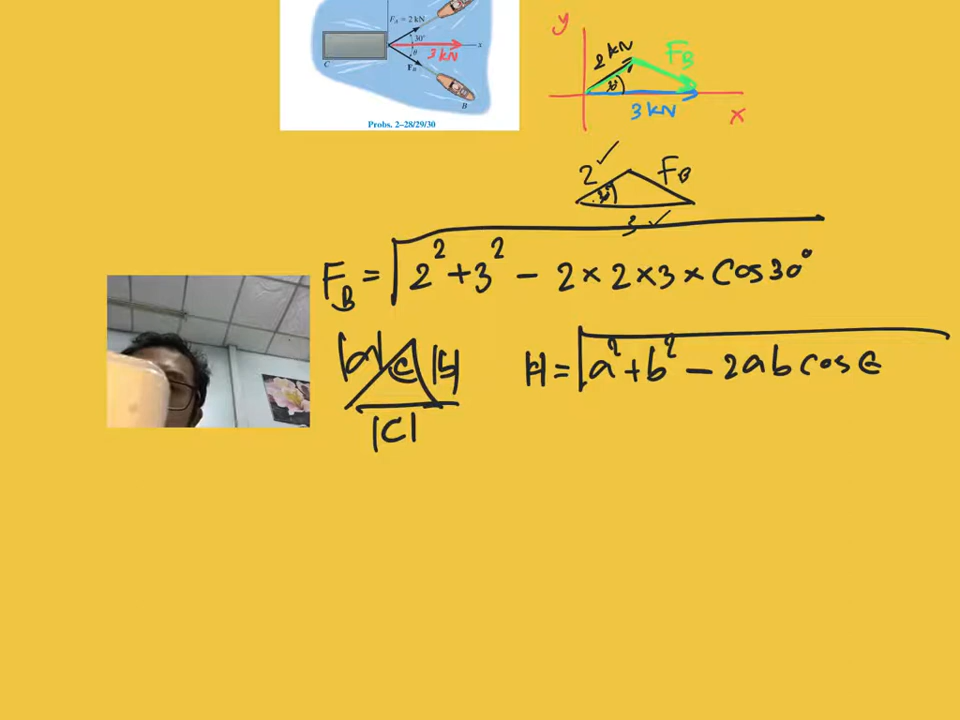 F_A = 2 kN
30°
x
3 kN
θ
C
F_B
B
Probs. 2–28/29/30
y
2 kN
F_B
3 kN
x
2 ✓
F_B
3 ✓
F_B = √2² + 3² - 2 × 2 × 3 × Cos 30°
|a| |b|
|C|
= √a² + b² - 2ab cos